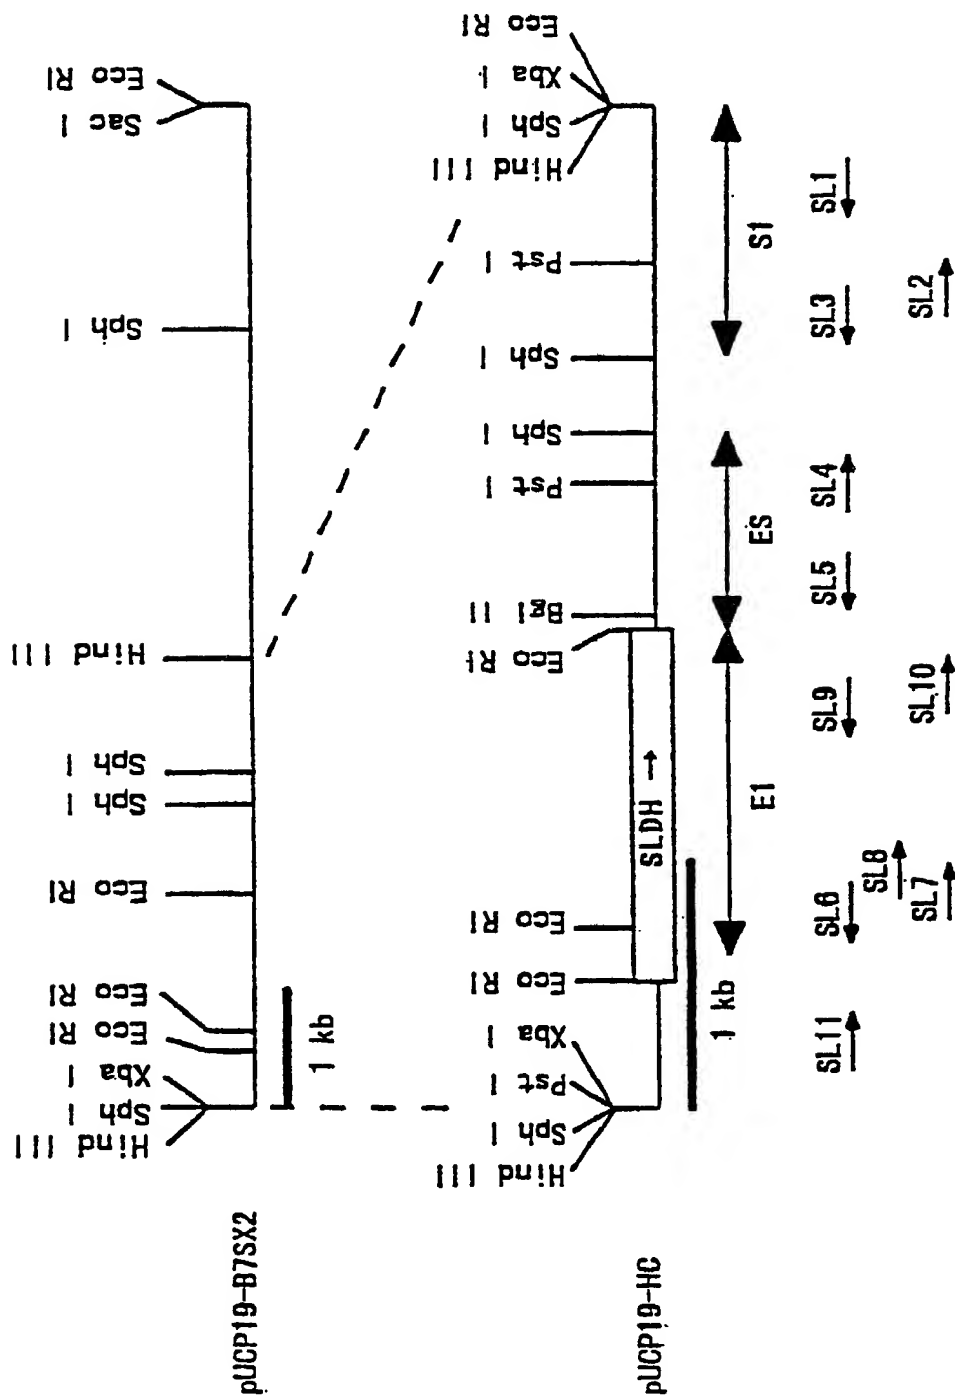 pUCP19-B7SX2
Hind III
Sph I
Xba I
Eco RI
Eco RI
Eco RI
Sph I
Sph I
Hind III
Sph I
Sac I
Eco RI
1 kb
pUCP19-HC
Hind III
Sph I
Pst I
Xba I
Eco RI
Eco RI
Eco RI
Bgl II
Pst I
Sph I
Sph I
Pst I
Hind III
Sph I
Xba I
Eco RI
SLDH →
1 kb
E1
ES
S1
SL11
SL6
SL9
SL5
SL4
SL3
SL1
SL8
SL7
SL10
SL2